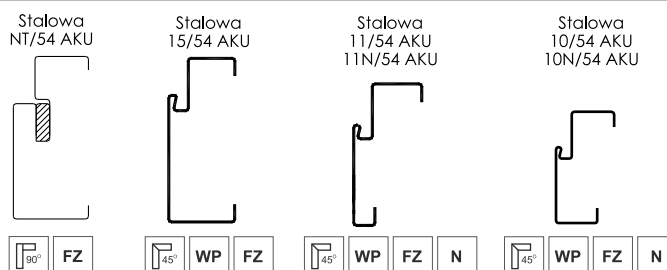 Stalowa
NT/54 AKU
Stalowa
15/54 AKU
Stalowa
11/54 AKU
11N/54 AKU
Stalowa
10/54 AKU
10N/54 AKU
90° FZ
45° WP FZ
45° WP FZ N
45° WP FZ N